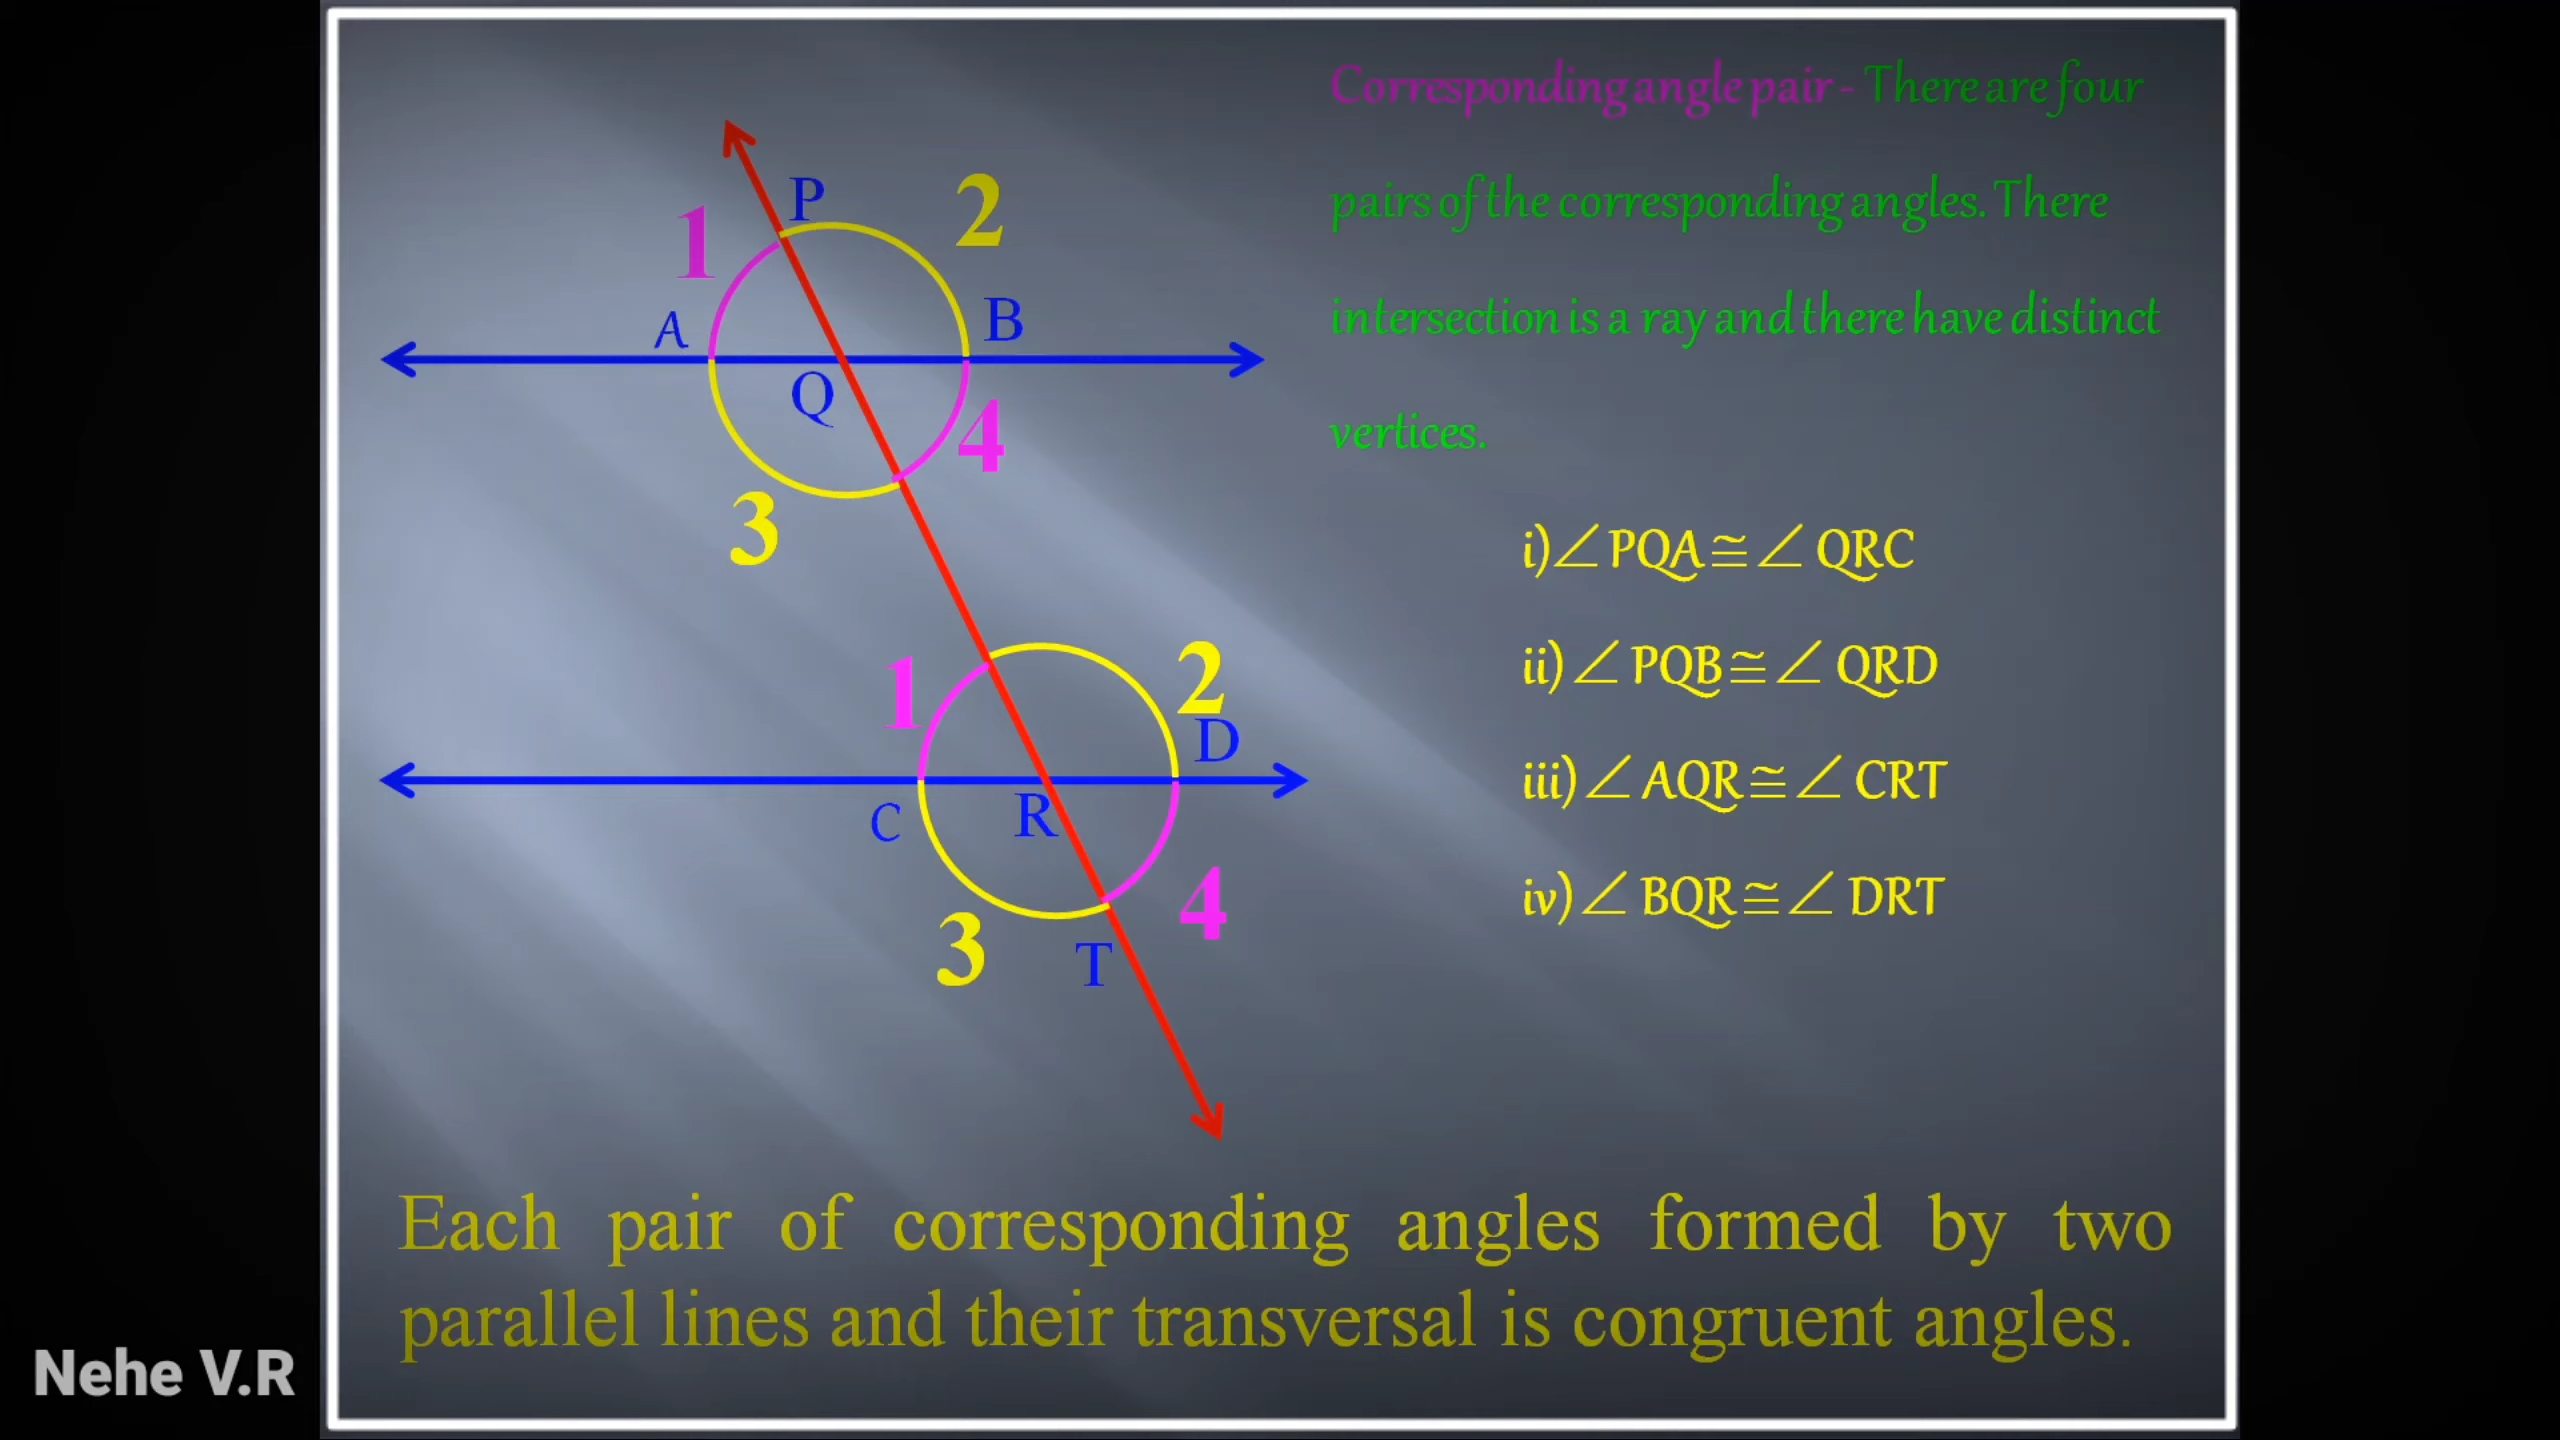 Corresponding angle pair - There are four
pairs of the corresponding angles. There
intersection is a ray and there have distinct
vertices.
P
2
1
B
A
Q
4
3
i)∠ PQA ≅ ∠ QRC
ii) ∠ PQB ≅ ∠ QRD
iii) ∠ AQR ≅ ∠ CRT
iv) ∠ BQR ≅ ∠ DRT
2
1
D
C
R
4
3
T
Each pair of corresponding angles formed by two
parallel lines and their transversal is congruent angles.
Nehe V.R